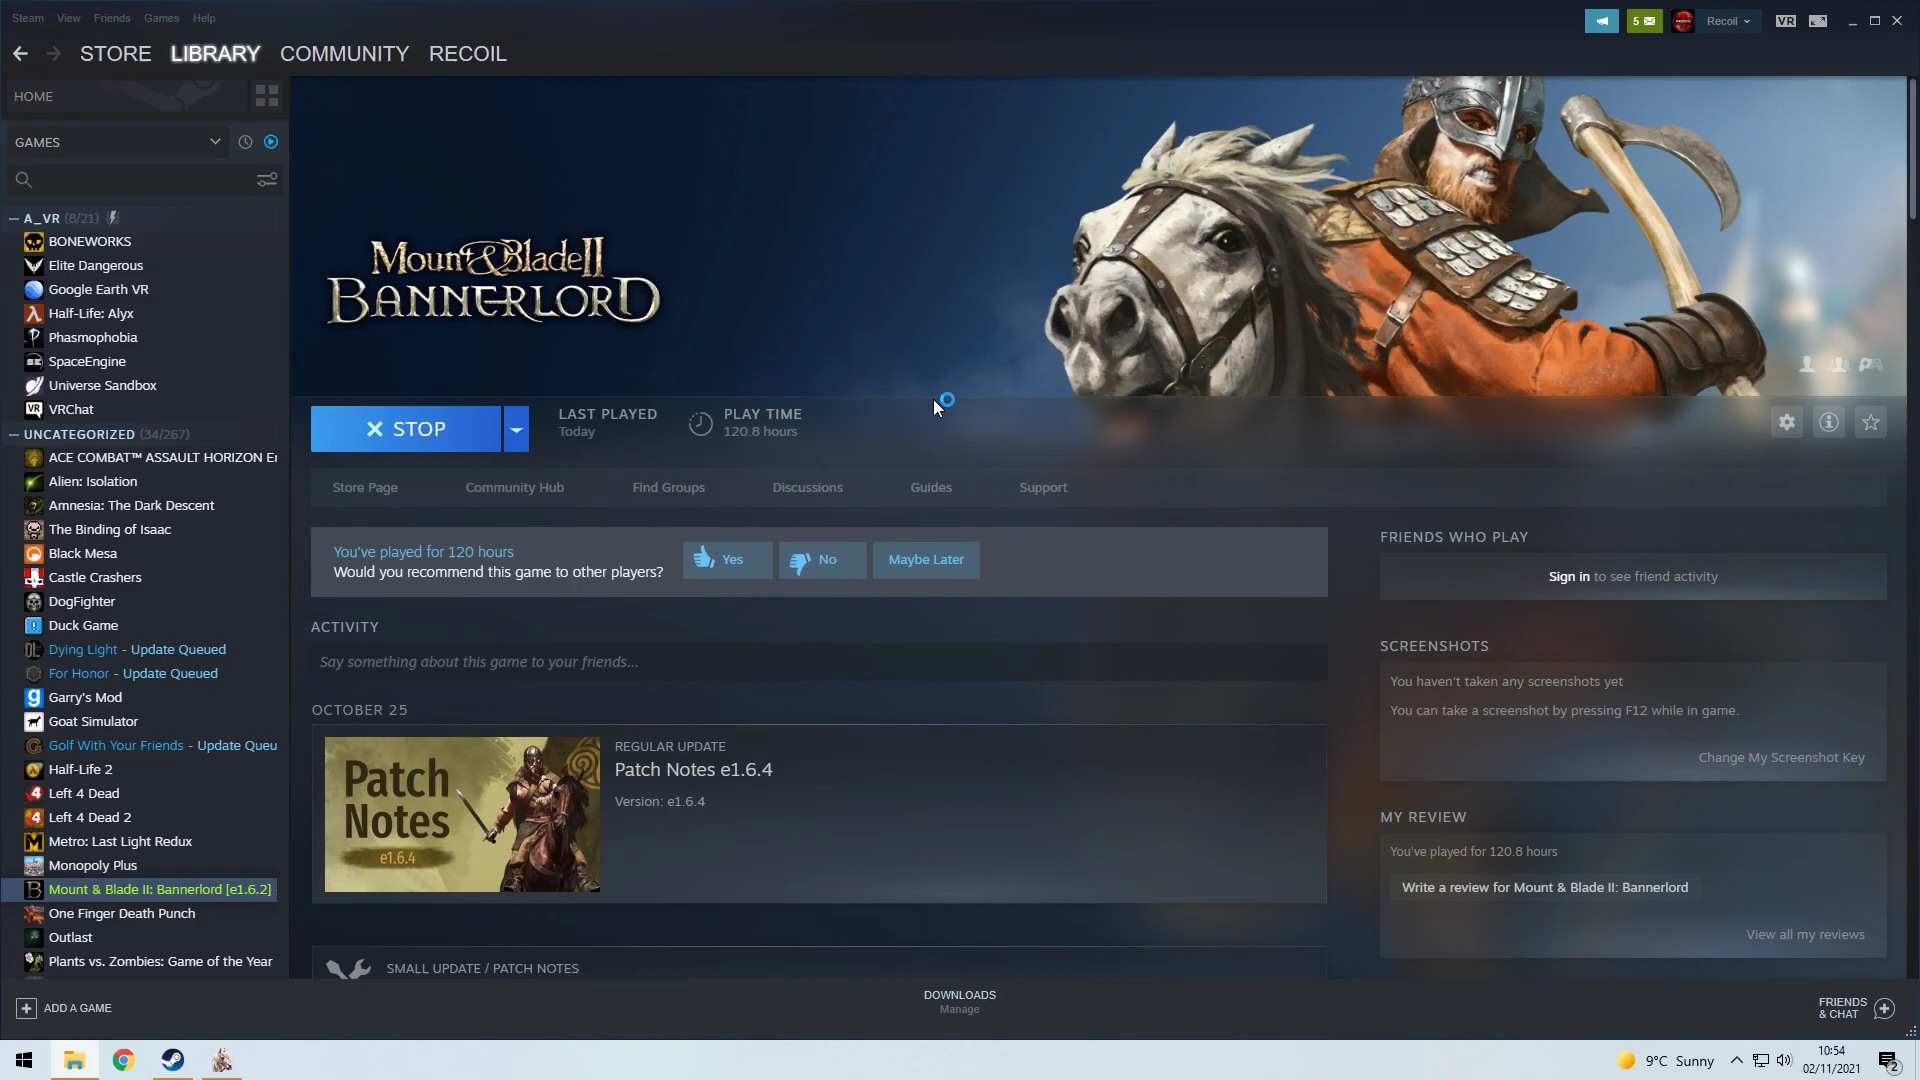 Steam View Friends Games Help
5
Recoil
VR
STORE LIBRARY COMMUNITY RECOIL
HOME
GAMES
A_VR (8/21)
BONEWORKS
Elite Dangerous
Google Earth VR
Half-Life: Alyx
Phasmophobia
SpaceEngine
Universe Sandbox
VRChat
UNCATEGORIZED (34/267)
ACE COMBAT™ ASSAULT HORIZON En
Alien: Isolation
Amnesia: The Dark Descent
The Binding of Isaac
Black Mesa
Castle Crashers
DogFighter
Duck Game
Dying Light - Update Queued
For Honor - Update Queued
Garry's Mod
Goat Simulator
Golf With Your Friends - Update Queu
Half-Life 2
Left 4 Dead
Left 4 Dead 2
Metro: Last Light Redux
Monopoly Plus
Mount & Blade II: Bannerlord [e1.6.2]
One Finger Death Punch
Outlast
Plants vs. Zombies: Game of the Year
Mount & Blade II
BANNERLORD
STOP
LAST PLAYED
Today
PLAY TIME
120.8 hours
Store Page Community Hub Find Groups Discussions Guides Support
You've played for 120 hours
Would you recommend this game to other players?
Yes No Maybe Later
ACTIVITY
Say something about this game to your friends...
OCTOBER 25
Patch
Notes
e1.6.4
REGULAR UPDATE
Patch Notes e1.6.4
Version: e1.6.4
SMALL UPDATE / PATCH NOTES
FRIENDS WHO PLAY
Sign in to see friend activity
SCREENSHOTS
You haven't taken any screenshots yet
You can take a screenshot by pressing F12 while in game.
Change My Screenshot Key
MY REVIEW
You've played for 120.8 hours
Write a review for Mount & Blade II: Bannerlord
View all my reviews
ADD A GAME
DOWNLOADS
Manage
FRIENDS
& CHAT
9°C Sunny
10:54
02/11/2021
2